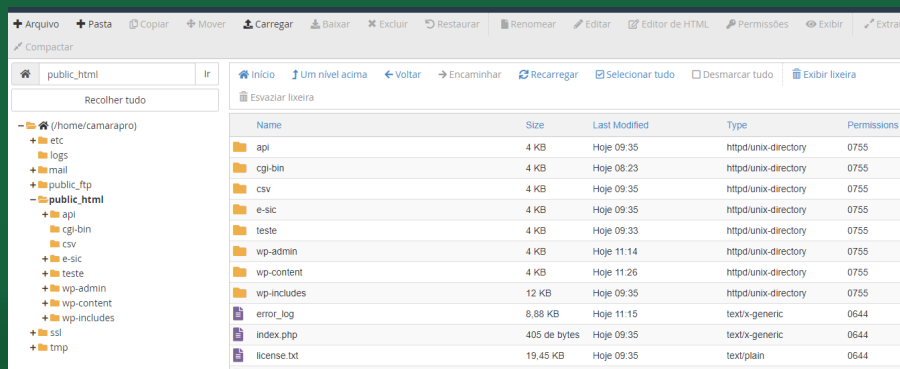 Arquivo Pasta Copiar Mover Carregar Baixar Excluir Restaurar Renomear Editar Editor de HTML Permissões Exibir
Compactar
public_html Ir
Recolher tudo
(/home/camarapro)
etc
logs
mail
public_ftp
public_html
api
cgi-bin
csv
e-sic
teste
wp-admin
wp-content
wp-includes
ssl
tmp
Início Um nível acima Voltar Encaminhar Recarregar Selecionar tudo Desmarcar tudo Exibir lixeira
Esvaziar lixeira
Name Size Last Modified Type Permissions
api 4 KB Hoje 09:35 httpd/unix-directory 0755
cgi-bin 4 KB Hoje 08:23 httpd/unix-directory 0755
csv 4 KB Hoje 09:35 httpd/unix-directory 0755
e-sic 4 KB Hoje 09:35 httpd/unix-directory 0755
teste 4 KB Hoje 09:33 httpd/unix-directory 0755
wp-admin 4 KB Hoje 11:14 httpd/unix-directory 0755
wp-content 4 KB Hoje 11:26 httpd/unix-directory 0755
wp-includes 12 KB Hoje 09:35 httpd/unix-directory 0755
error_log 8,88 KB Hoje 11:15 text/x-generic 0644
index.php 405 de bytes Hoje 09:35 text/x-generic 0644
license.txt 19,45 KB Hoje 09:35 text/plain 0644